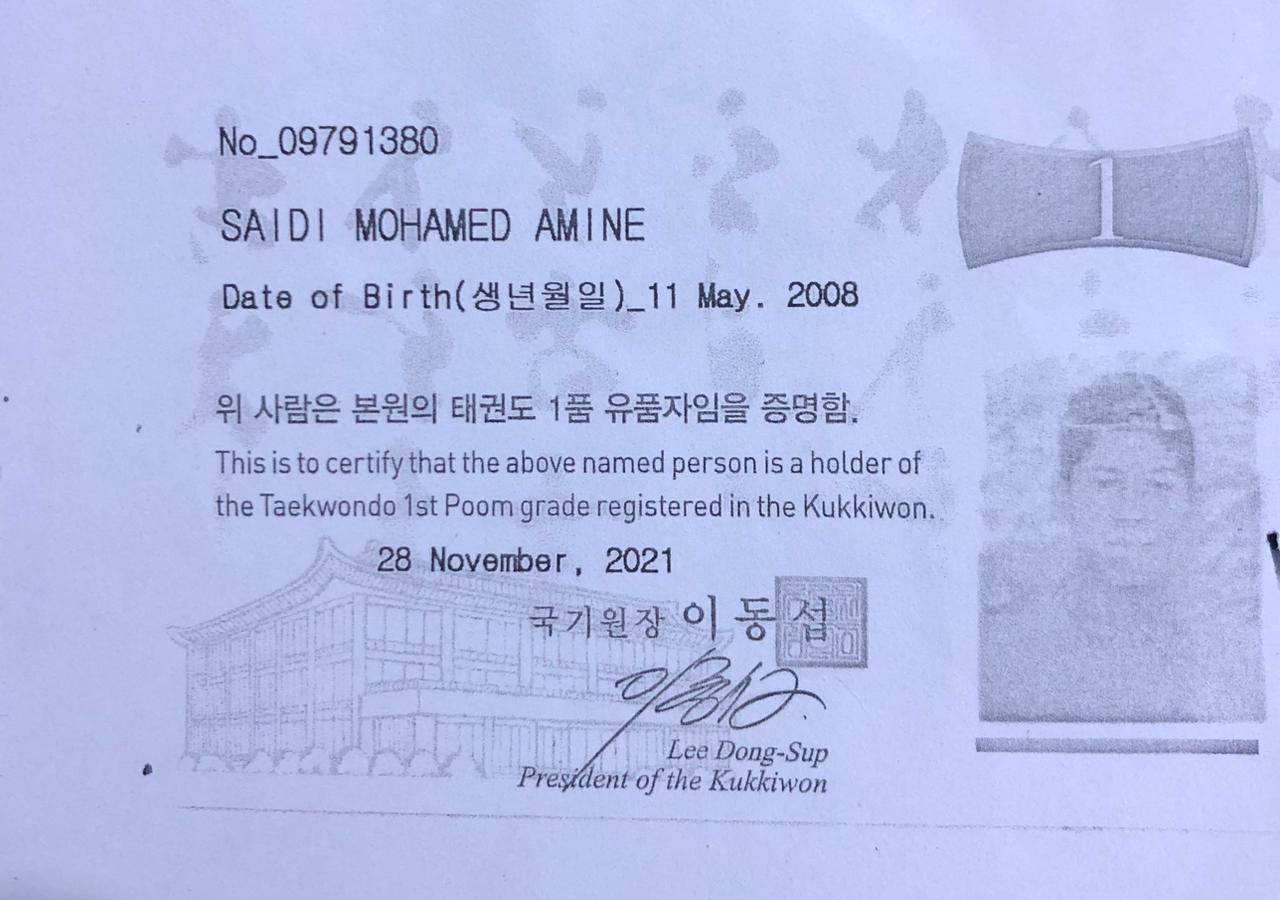 No_09791380
1
SAIDI MOHAMED AMINE
Date of Birth(생년월일)_11 May. 2008
위 사람은 본원의 태권도 1품 유품자임을 증명함.
This is to certify that the above named person is a holder of
the Taekwondo 1st Poom grade registered in the Kukkiwon.
28 November, 2021
국기원장 이동섭
Lee Dong-Sup
President of the Kukkiwon